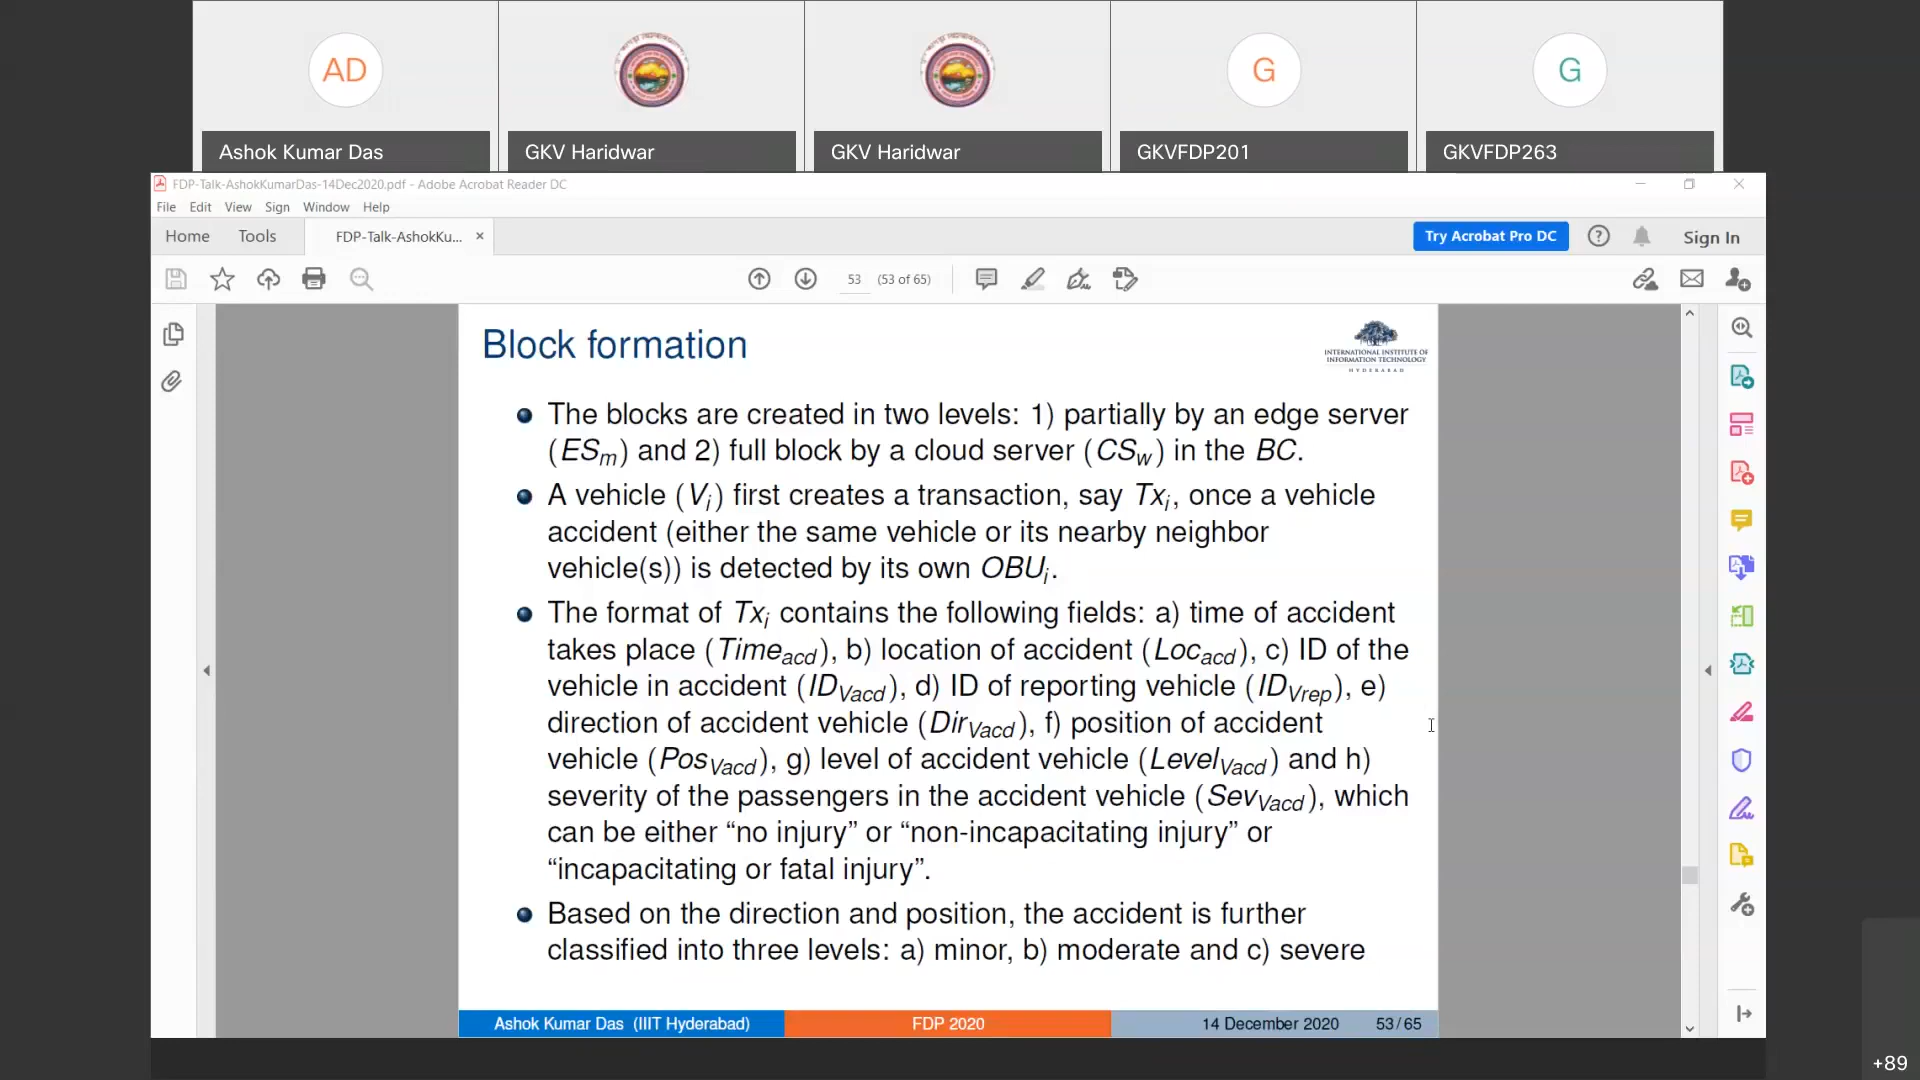 AD
G
G
Ashok Kumar Das
GKV Haridwar
GKV Haridwar
GKVFDP201
GKVFDP263
FDP-Talk-AshokKumarDas-14Dec2020.pdf - Adobe Acrobat Reader DC
File Edit View Sign Window Help
Home Tools FDP-Talk-AshokKu... ×
Try Acrobat Pro DC
Sign In
53 (53 of 65)
Block formation
INTERNATIONAL INSTITUTE OF
INFORMATION TECHNOLOGY
HYDERABAD
The blocks are created in two levels: 1) partially by an edge server
(ESm) and 2) full block by a cloud server (CSw) in the BC.
A vehicle (Vi) first creates a transaction, say Txi, once a vehicle
accident (either the same vehicle or its nearby neighbor
vehicle(s)) is detected by its own OBUi.
The format of Txi contains the following fields: a) time of accident
takes place (Timeacd), b) location of accident (Locacd), c) ID of the
vehicle in accident (IDVacd), d) ID of reporting vehicle (IDVrep), e)
direction of accident vehicle (DirVacd), f) position of accident
vehicle (PosVacd), g) level of accident vehicle (LevelVacd) and h)
severity of the passengers in the accident vehicle (SevVacd), which
can be either “no injury” or “non-incapacitating injury” or
“incapacitating or fatal injury”.
Based on the direction and position, the accident is further
classified into three levels: a) minor, b) moderate and c) severe
Ashok Kumar Das (IIIT Hyderabad)
FDP 2020
14 December 2020 53/65
+89